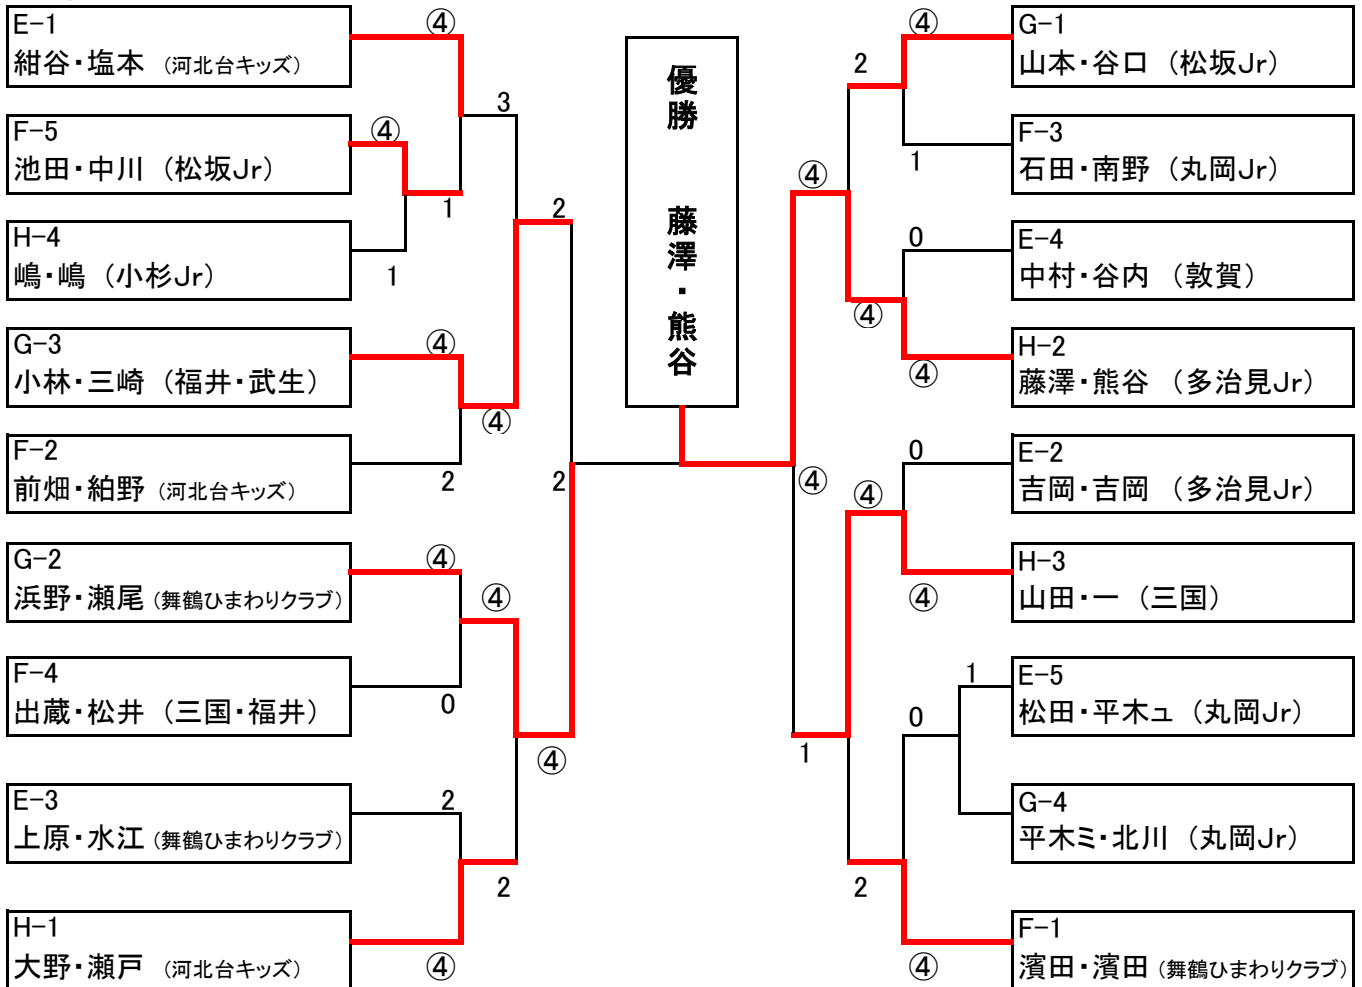 E-1
紺谷・塩本 (河北台キッズ)
④
F-5
池田・中川 (松坂Jr)
④
3
1
H-4
嶋・嶋 (小杉Jr)
1
2
G-3
小林・三崎 (福井・武生)
④
④
F-2
前畑・絈野 (河北台キッズ)
2
2
G-2
浜野・瀬尾 (舞鶴ひまわりクラブ)
④
④
F-4
出蔵・松井 (三国・福井)
0
④
E-3
上原・水江 (舞鶴ひまわりクラブ)
2
2
H-1
大野・瀬戸 (河北台キッズ)
④
優勝 藤澤・熊谷
G-1
山本・谷口 (松坂Jr)
④
2
F-3
石田・南野 (丸岡Jr)
1
④
E-4
中村・谷内 (敦賀)
0
④
H-2
藤澤・熊谷 (多治見Jr)
④
E-2
吉岡・吉岡 (多治見Jr)
0
④
④
H-3
山田・一 (三国)
④
E-5
松田・平木ュ (丸岡Jr)
1
0
1
G-4
平木ミ・北川 (丸岡Jr)
2
F-1
濱田・濱田 (舞鶴ひまわりクラブ)
④